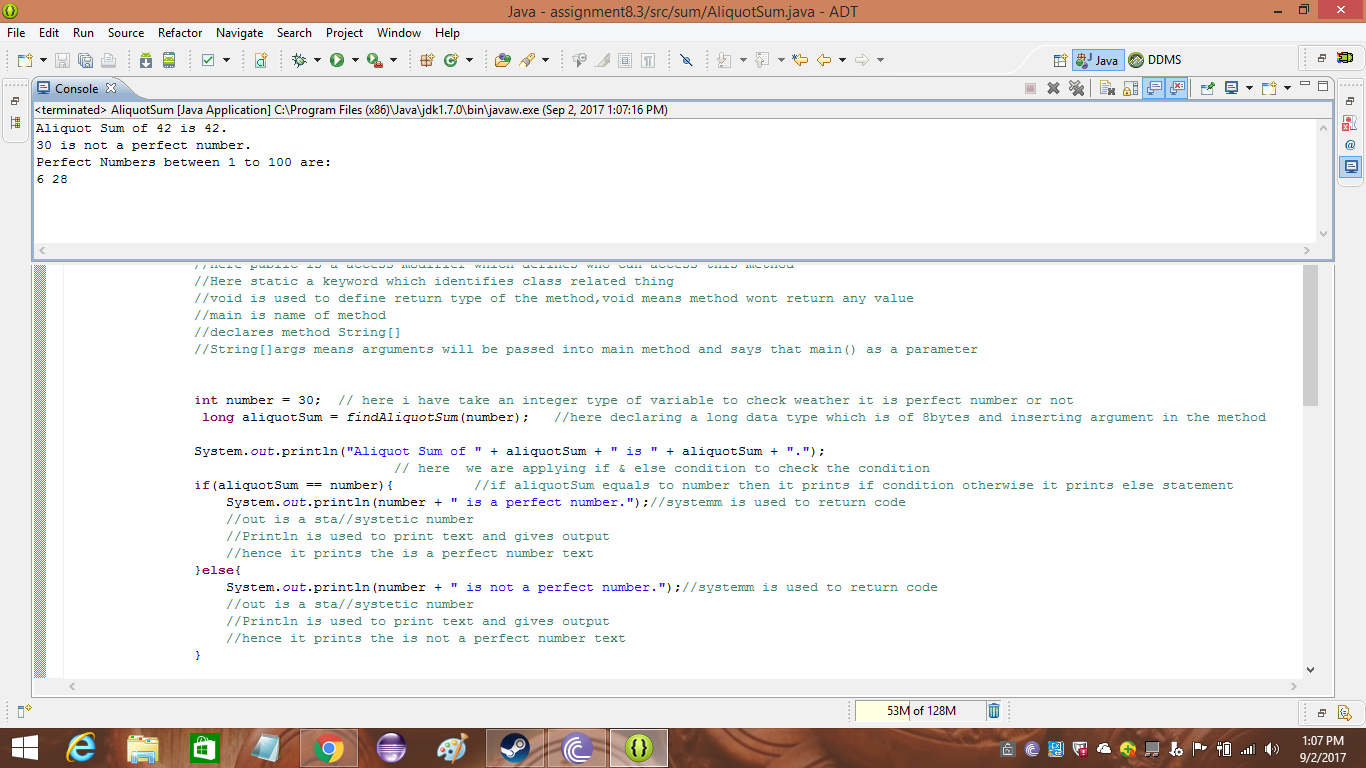 Java - assignment8.3/src/sum/AliquotSum.java - ADT
File Edit Run Source Refactor Navigate Search Project Window Help
Java DDMS
Console
<terminated> AliquotSum [Java Application] C:\Program Files (x86)\Java\jdk1.7.0\bin\javaw.exe (Sep 2, 2017 1:07:16 PM)
Aliquot Sum of 42 is 42.
30 is not a perfect number.
Perfect Numbers between 1 to 100 are:
6 28
//Here public is a access modifier which defines who can access this method
//Here static a keyword which identifies class related thing
//void is used to define return type of the method,void means method wont return any value
//main is name of method
//declares method String[]
//String[]args means arguments will be passed into main method and says that main() as a parameter
int number = 30;  // here i have take an integer type of variable to check weather it is perfect number or not
long aliquotSum = findAliquotSum(number);   //here declaring a long data type which is of 8bytes and inserting argument in the method
System.out.println("Aliquot Sum of " + aliquotSum + " is " + aliquotSum + ".");
// here  we are applying if & else condition to check the condition
if(aliquotSum == number){          //if aliquotSum equals to number then it prints if condition otherwise it prints else statement
System.out.println(number + " is a perfect number.");//systemm is used to return code
//out is a sta//systetic number
//Println is used to print text and gives output
//hence it prints the is a perfect number text
}else{
System.out.println(number + " is not a perfect number.");//systemm is used to return code
//out is a sta//systetic number
//Println is used to print text and gives output
//hence it prints the is not a perfect number text
}
53M of 128M
1:07 PM
9/2/2017